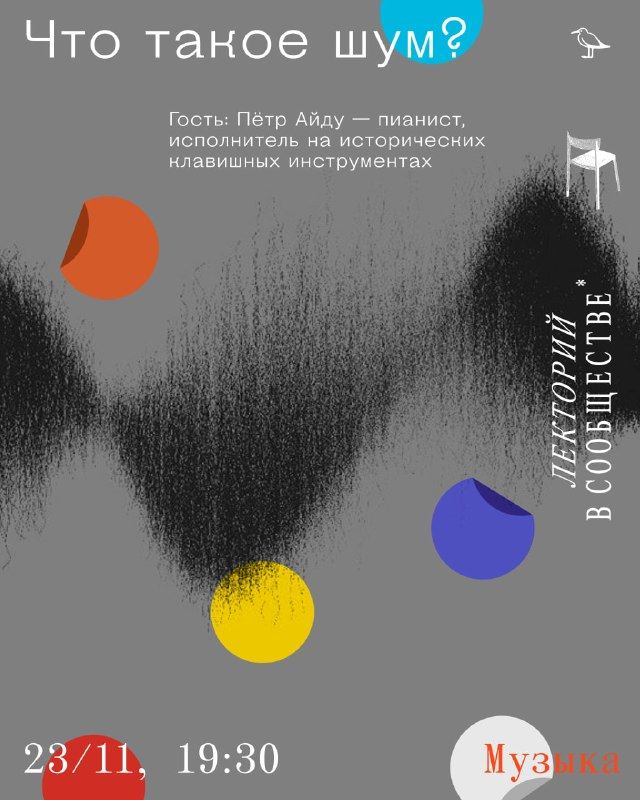 Что такое шум?
Гость: Пётр Айду — пианист,
исполнитель на исторических
клавишных инструментах
ЛЕКТОРИЙ
В СООБЩЕСТВЕ*
23/11, 19:30
Музыка